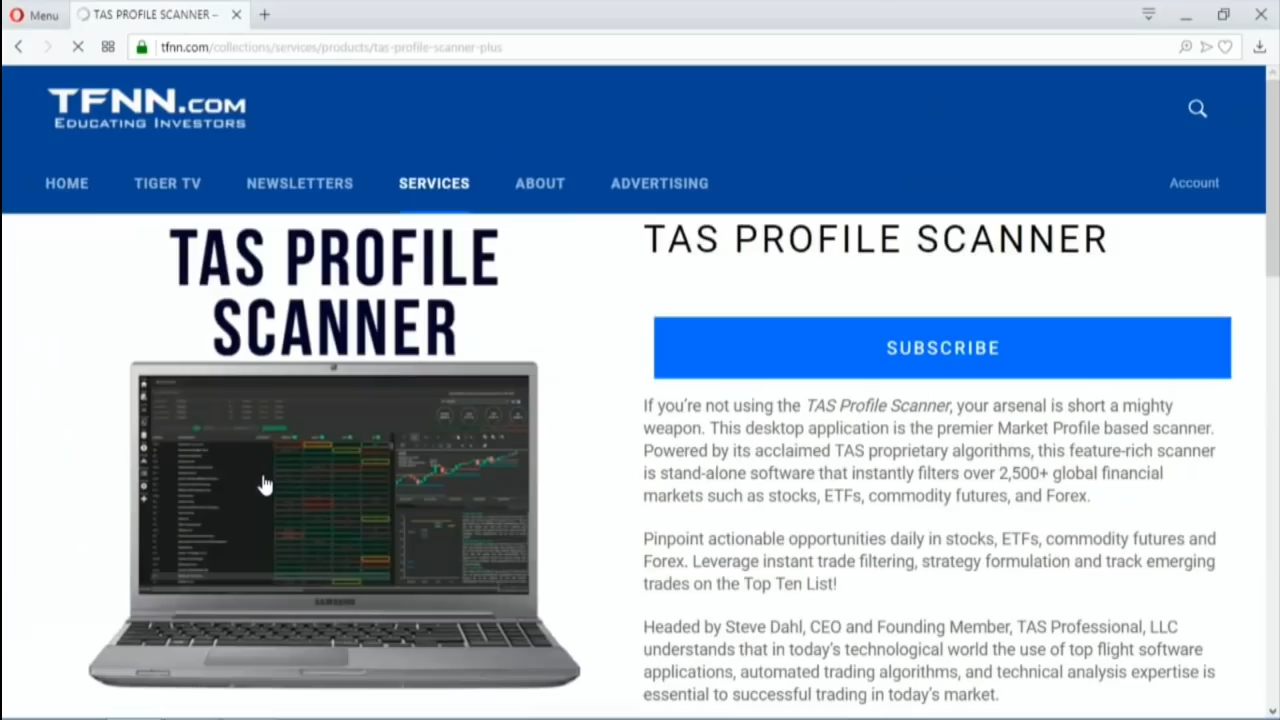 Menu
TAS PROFILE SCANNER –
tfnn.com/collections/services/products/tas-profile-scanner-plus
TFNN.COM
EDUCATING INVESTORS
HOME
TIGER TV
NEWSLETTERS
SERVICES
ABOUT
ADVERTISING
Account
TAS PROFILE
SCANNER
SAMSUNG
TAS PROFILE SCANNER
SUBSCRIBE
If you're not using the TAS Profile Scanner, your arsenal is short a mighty
weapon. This desktop application is the premier Market Profile based scanner.
Powered by its acclaimed TAS proprietary algorithms, this feature-rich scanner
is stand-alone software that instantly filters over 2,500+ global financial
markets such as stocks, ETFs, commodity futures, and Forex.
Pinpoint actionable opportunities daily in stocks, ETFs, commodity futures and
Forex. Leverage instant trade filtering, strategy formulation and track emerging
trades on the Top Ten List!
Headed by Steve Dahl, CEO and Founding Member, TAS Professional, LLC
understands that in today's technological world the use of top flight software
applications, automated trading algorithms, and technical analysis expertise is
essential to successful trading in today's market.